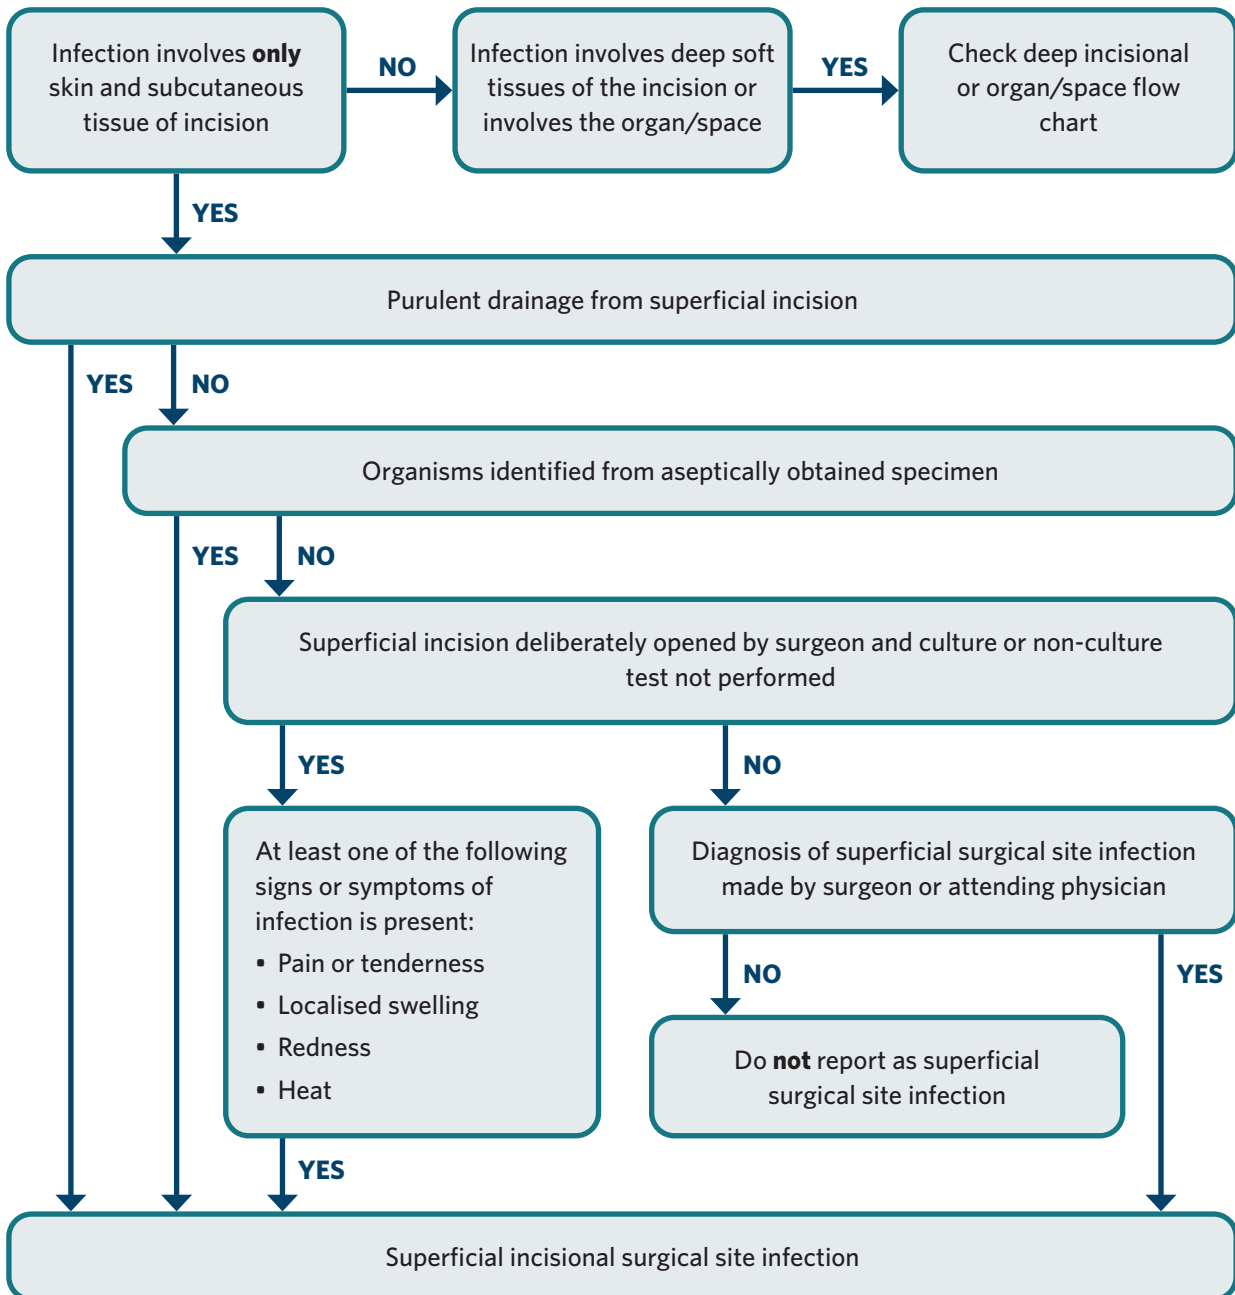 Infection involves only
skin and subcutaneous
tissue of incision
NO
Infection involves deep soft
tissues of the incision or
involves the organ/space
YES
Check deep incisional
or organ/space flow
chart
YES
Purulent drainage from superficial incision
YES
NO
Organisms identified from aseptically obtained specimen
YES
NO
Superficial incision deliberately opened by surgeon and culture or non-culture
test not performed
YES
NO
At least one of the following
signs or symptoms of
infection is present:
• Pain or tenderness
• Localised swelling
• Redness
• Heat
Diagnosis of superficial surgical site infection
made by surgeon or attending physician
NO
YES
Do not report as superficial
surgical site infection
YES
Superficial incisional surgical site infection